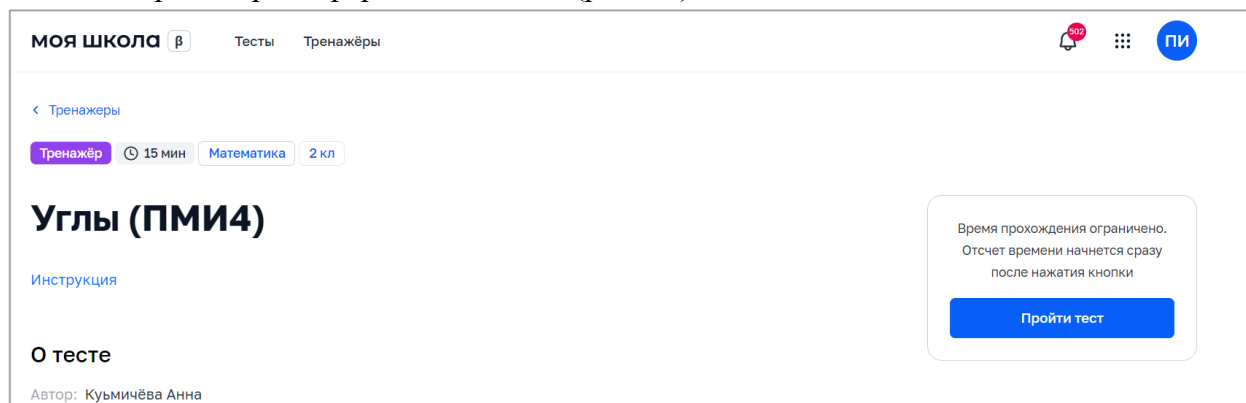 моя школа β Тесты Тренажёры 502 ПИ
< Тренажеры
Тренажёр 15 мин Математика 2 кл
Углы (ПМИ4)
Время прохождения ограничено.
Отсчет времени начнется сразу
после нажатия кнопки
Инструкция
Пройти тест
О тесте
Автор: Куьмичёва Анна